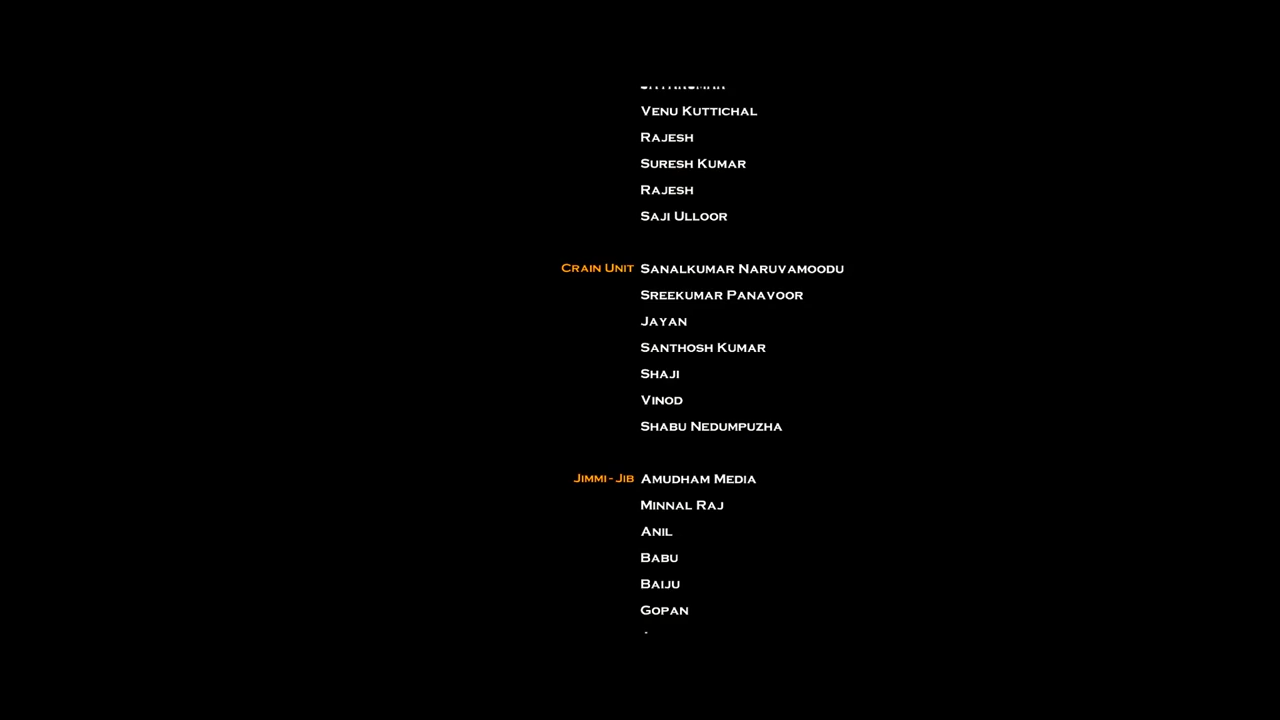 Venu Kuttichal
Rajesh
Suresh Kumar
Rajesh
Saji Ulloor
Crain Unit Sanalkumar Naruvamoodu
Sreekumar Panavoor
Jayan
Santhosh Kumar
Shaji
Vinod
Shabu Nedumpuzha
Jimmi - Jib Amudham Media
Minnal Raj
Anil
Babu
Baiju
Gopan